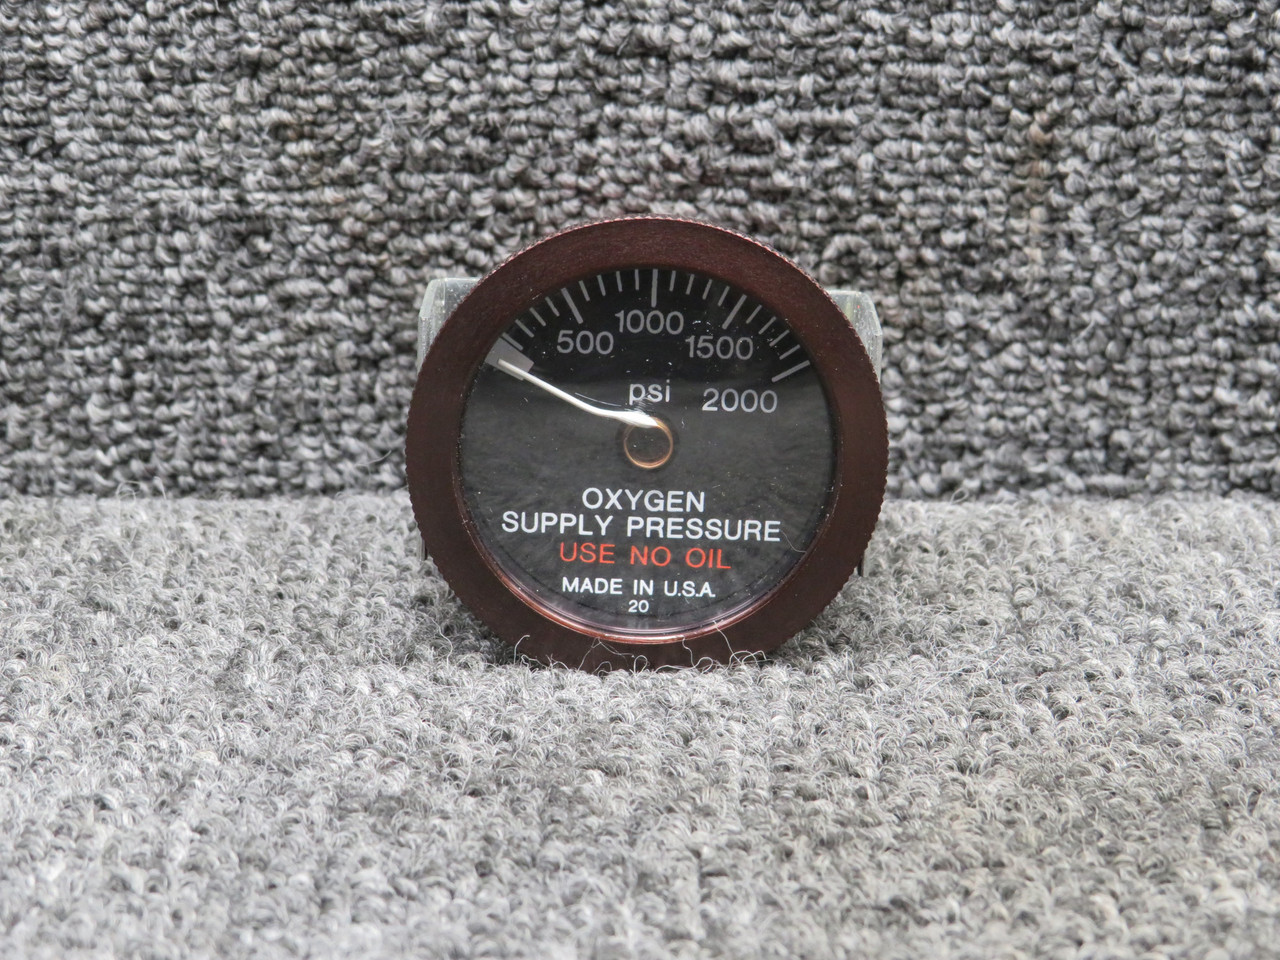 500 1000 1500 2000
psi
OXYGEN
SUPPLY PRESSURE
USE NO OIL
MADE IN U.S.A.
20